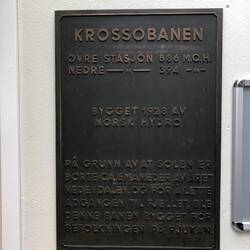 KROSSOBANEN
ØVRE STASJON 886 M.O.H.
NEDRE —"— 394 —"—
BYGGET 1928 AV
NORSK HYDRO
PÅ GRUNN AV AT SOLEN ER
BORTE CA. 6 MÅNEDER AV ÅRET
NEDE I DALEN, OG FOR Å LETTE
ADGANGEN TIL FJELLET, BLE
DENNE BANEN BYGGET FOR
BEFOLKNINGEN PÅ RJUKAN.